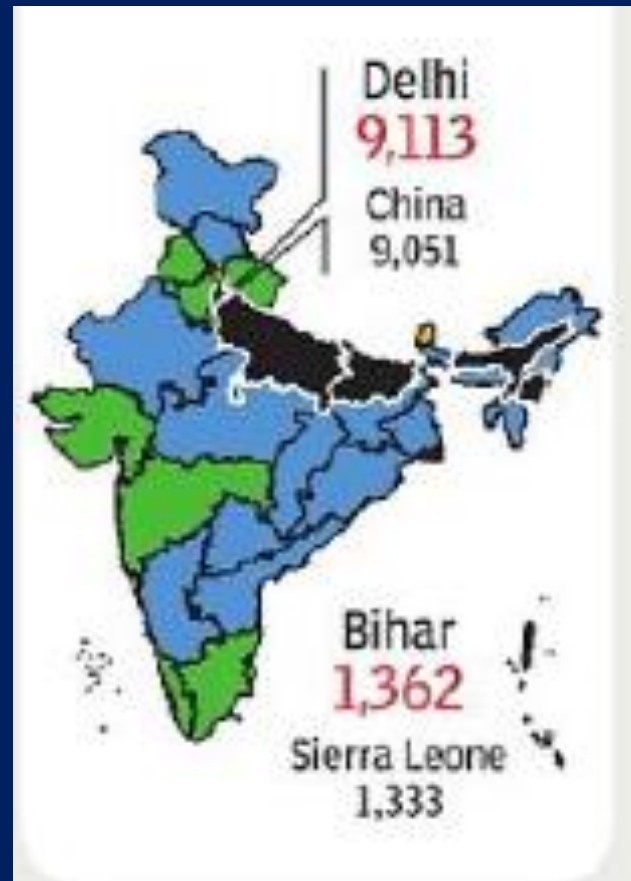 Delhi
9,113
China
9,051
Bihar
1,362
Sierra Leone
1,333